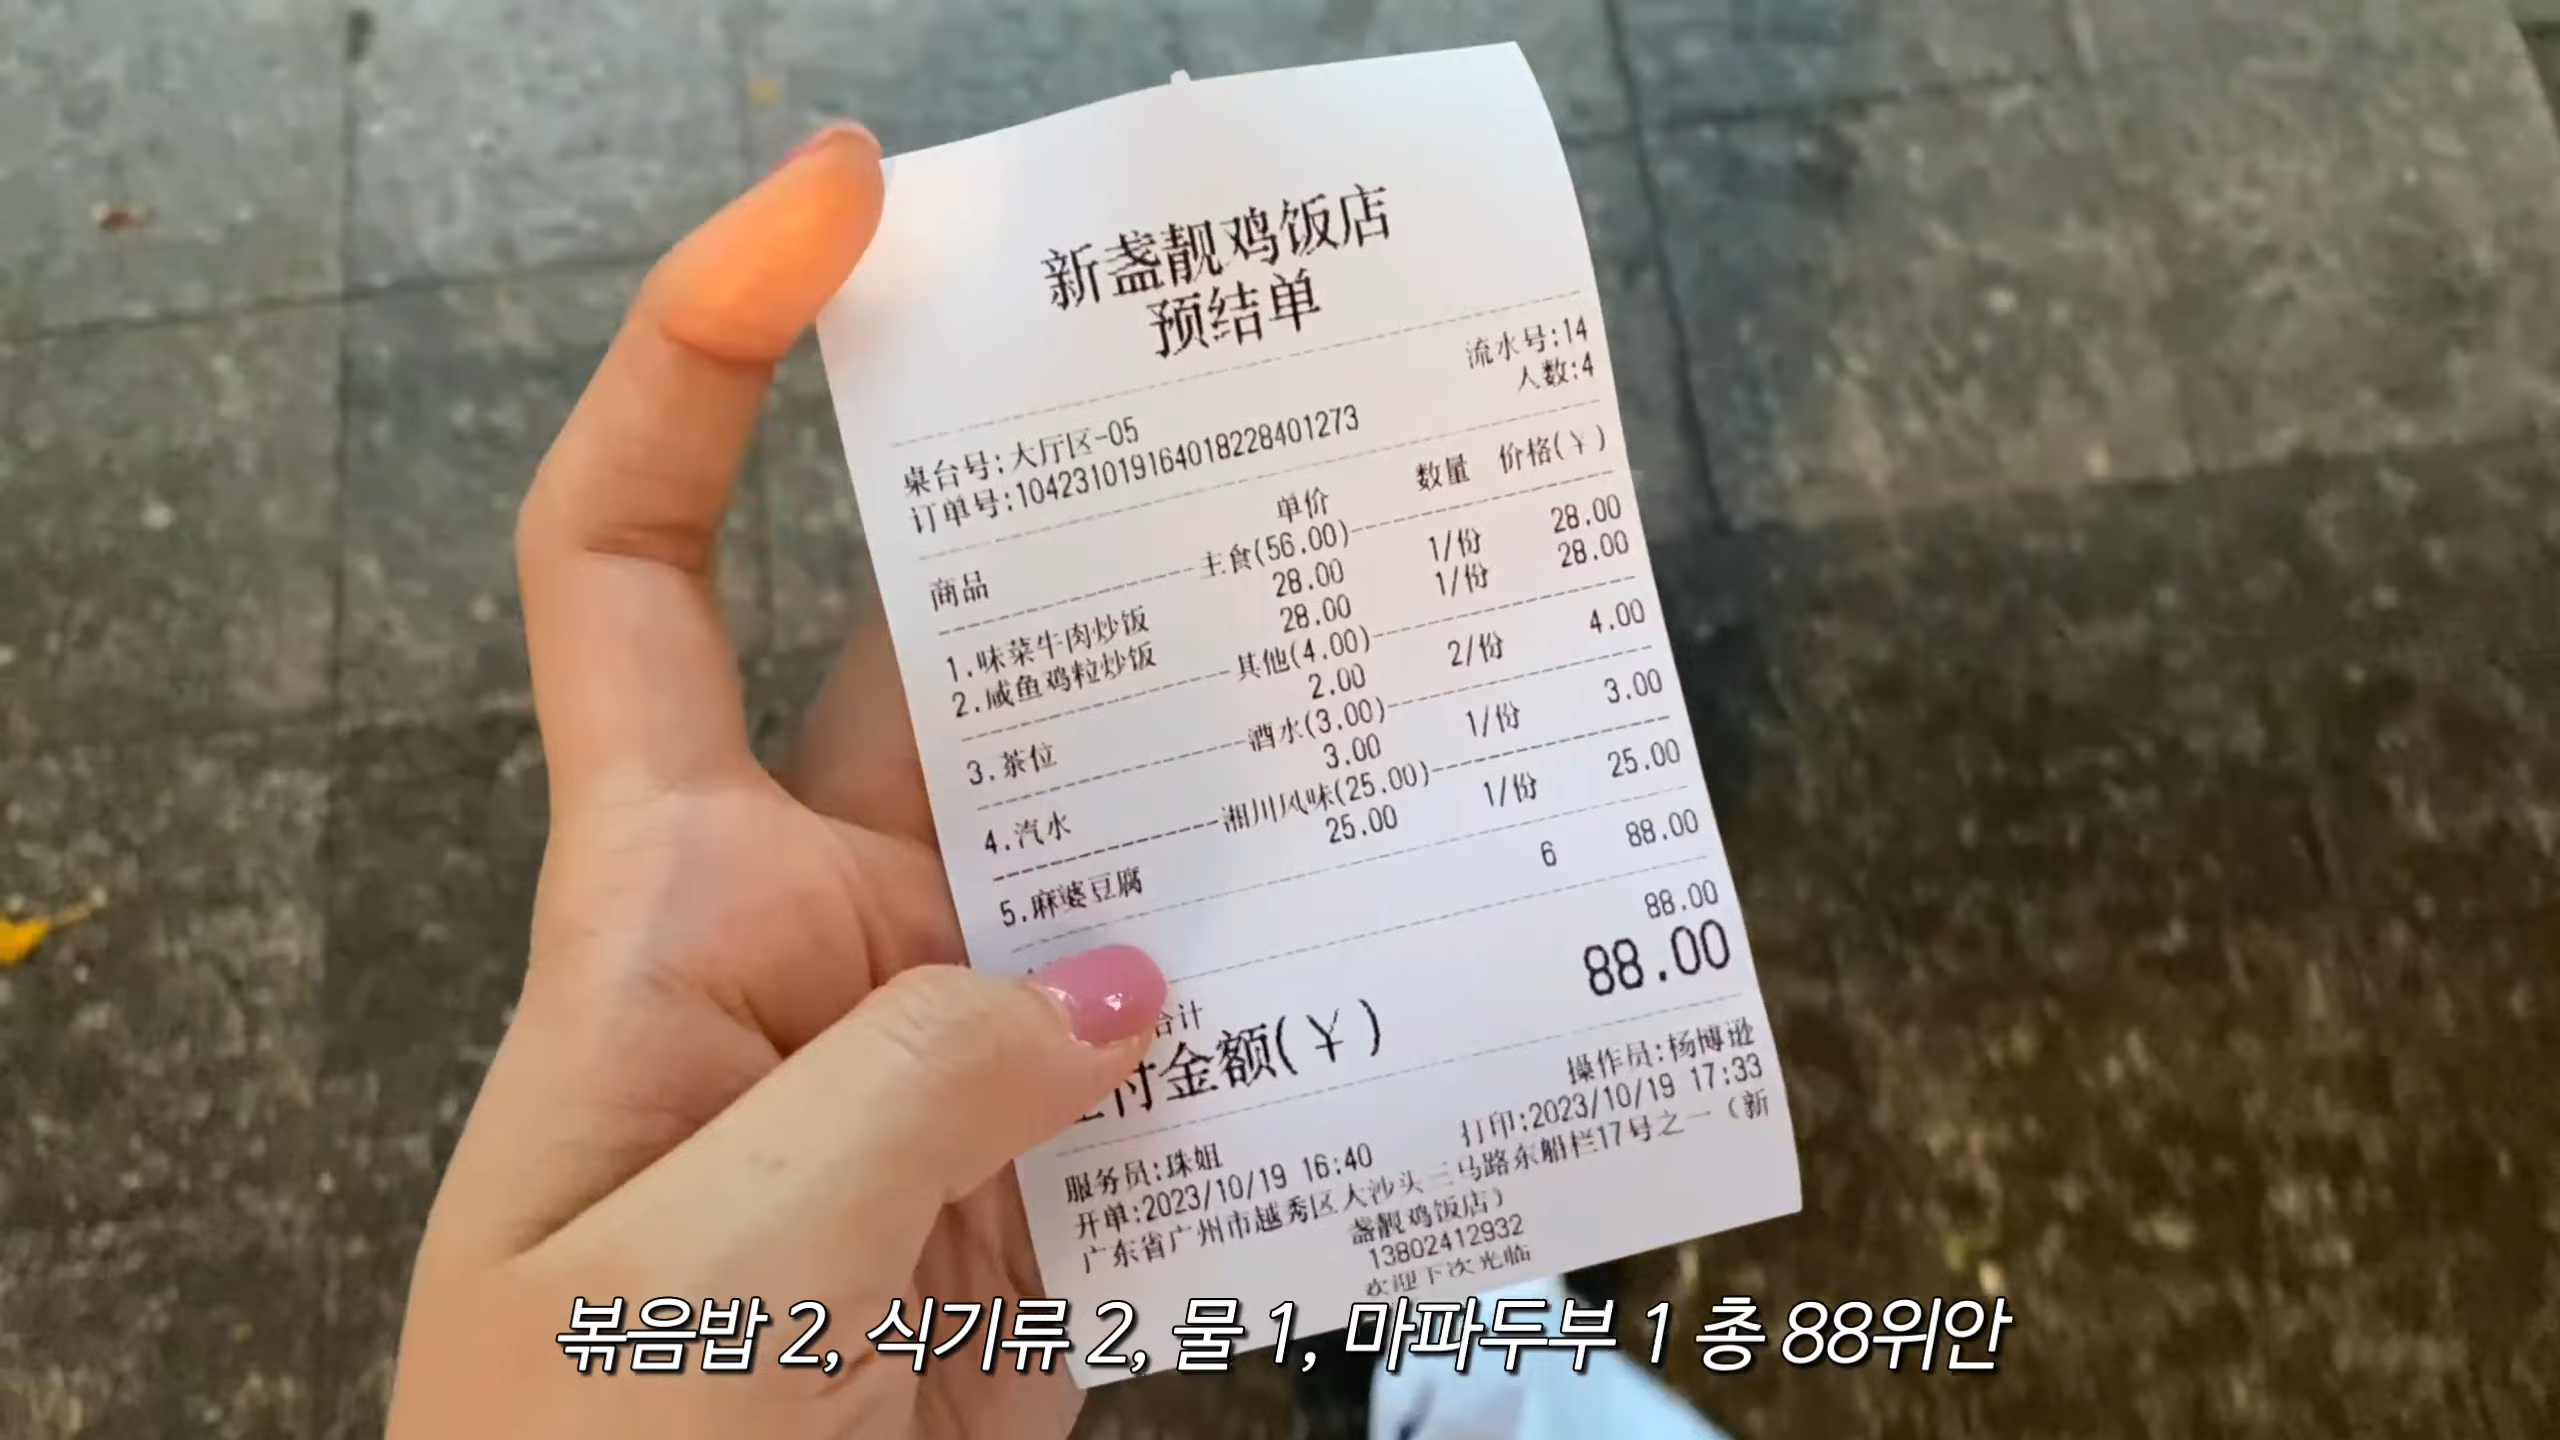 新盏靓鸡饭店
预结单
流水号:14
桌台号:大厅区-05 人数:4
订单号:104231019164018228401273
商品 单价 数量 价格(¥)
主食(56.00)
1.味菜牛肉炒饭 28.00 1/份 28.00
2.咸鱼鸡粒炒饭 28.00 1/份 28.00
其他(4.00)
3.茶位 2.00 2/份 4.00
酒水(3.00)
4.汽水 3.00 1/份 3.00
湘川风味(25.00)
5.麻婆豆腐 25.00 1/份 25.00
6 88.00
合计 88.00
付金额(¥) 88.00
服务员:珠姐 操作员:杨博逊
开单:2023/10/19 16:40 打印:2023/10/19 17:33
广东省广州市越秀区大沙头三马路东船栏17号之一（新
盏靓鸡饭店）
13802412932
欢迎下次光临
볶음밥 2, 식기류 2, 물 1, 마파두부 1 총 88위안